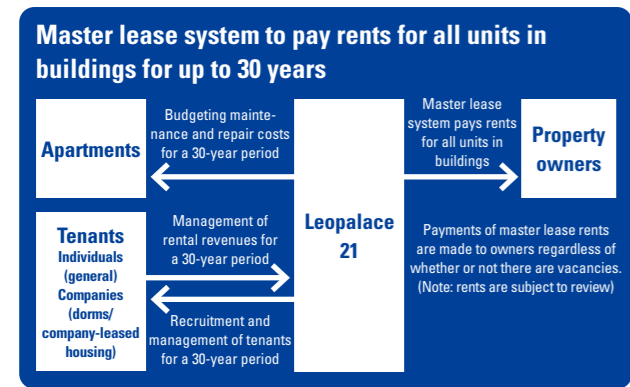 Master lease system to pay rents for all units in
buildings for up to 30 years
Apartments
Budgeting mainte-
nance and repair costs
for a 30-year period
Leopalace
21
Master lease
system pays rents
for all units in
buildings
Property
owners
Tenants
Individuals
(general)
Companies
(dorms/
company-leased
housing)
Management of
rental revenues for
a 30-year period
Recruitment and
management of tenants
for a 30-year period
Payments of master lease rents
are made to owners regardless of
whether or not there are vacancies.
(Note: rents are subject to review)